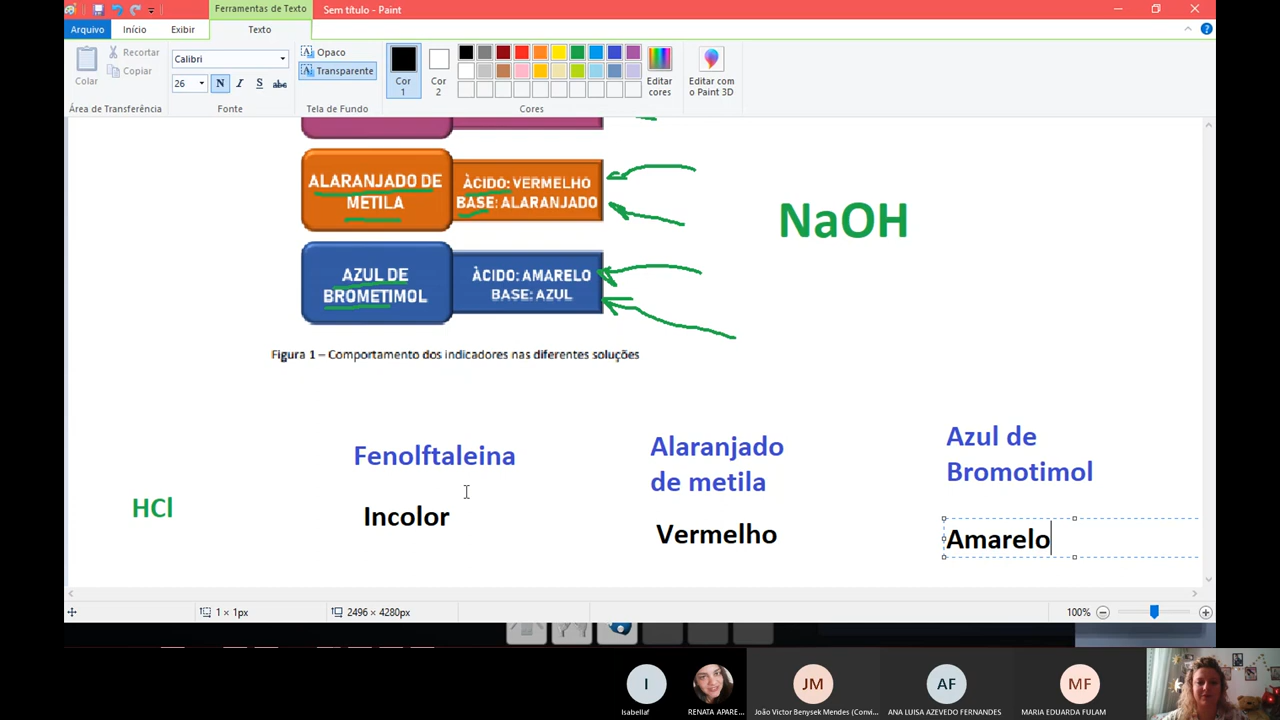 Ferramentas de Texto
Sem título - Paint
Arquivo
Início
Exibir
Texto
Colar
Recortar
Copiar
Área de Transferência
Calibri
26
N
I
S
abc
Fonte
Opaco
Transparente
Tela de Fundo
Cor
1
Cor
2
Cores
Editar
cores
Editar com
o Paint 3D
ALARANJADO DE
METILA
ÀCIDO: VERMELHO
BASE: ALARANJADO
NaOH
AZUL DE
BROMETIMOL
ÀCIDO: AMARELO
BASE: AZUL
Figura 1 – Comportamento dos indicadores nas diferentes soluções
Fenolftaleina
Alaranjado
de metila
Azul de
Bromotimol
HCl
Incolor
Vermelho
Amarelo
1 × 1px
2496 × 4280px
100%
I
Isabellaf
RENATA APARE...
JM
João Victor Benysek Mendes (Convi...
AF
ANA LUISA AZEVEDO FERNANDES
MF
MARIA EDUARDA FULAM